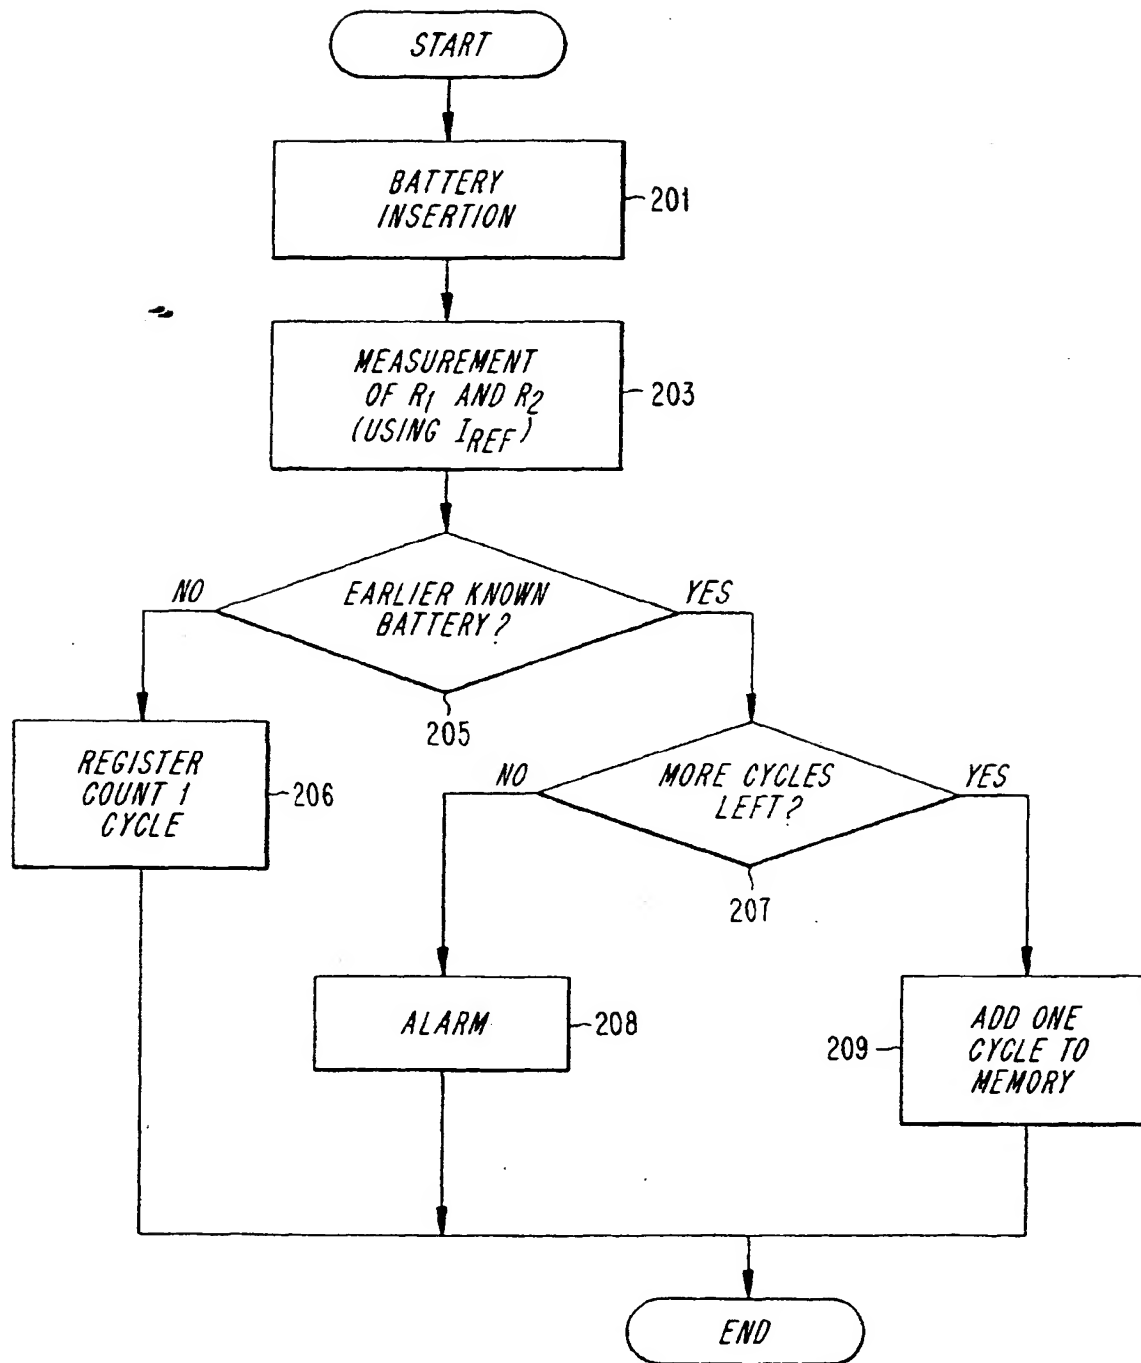 START
BATTERY
INSERTION
201
MEASUREMENT
OF R1 AND R2
(USING IREF)
203
EARLIER KNOWN
BATTERY?
NO
YES
205
REGISTER
COUNT 1
CYCLE
206
MORE CYCLES
LEFT?
NO
YES
207
ALARM
208
ADD ONE
CYCLE TO
MEMORY
209
END